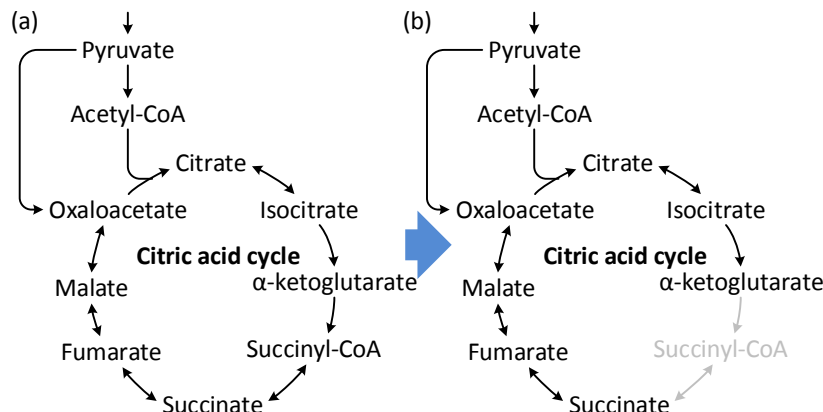 (a)
Pyruvate
Acetyl-CoA
Citrate
Oxaloacetate
Isocitrate
Citric acid cycle
Malate
α-ketoglutarate
Fumarate
Succinyl-CoA
Succinate
(b)
Pyruvate
Acetyl-CoA
Citrate
Oxaloacetate
Isocitrate
Citric acid cycle
Malate
α-ketoglutarate
Fumarate
Succinyl-CoA
Succinate